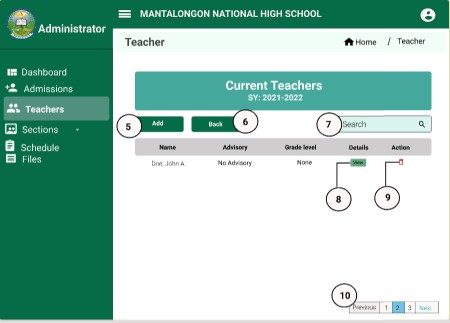 MANTALONGON NATIONAL HIGH SCHOOL
Administrator
Teacher
Home / Teacher
Dashboard
Admissions
Teachers
Sections
Schedule
Files
Current Teachers
SY: 2021-2022
5 Add Back 6 7 Search
Name Advisory Grade level Details Action
Doe, John A. No Advisory None View
8 9
10
Previous 1 2 3 Next